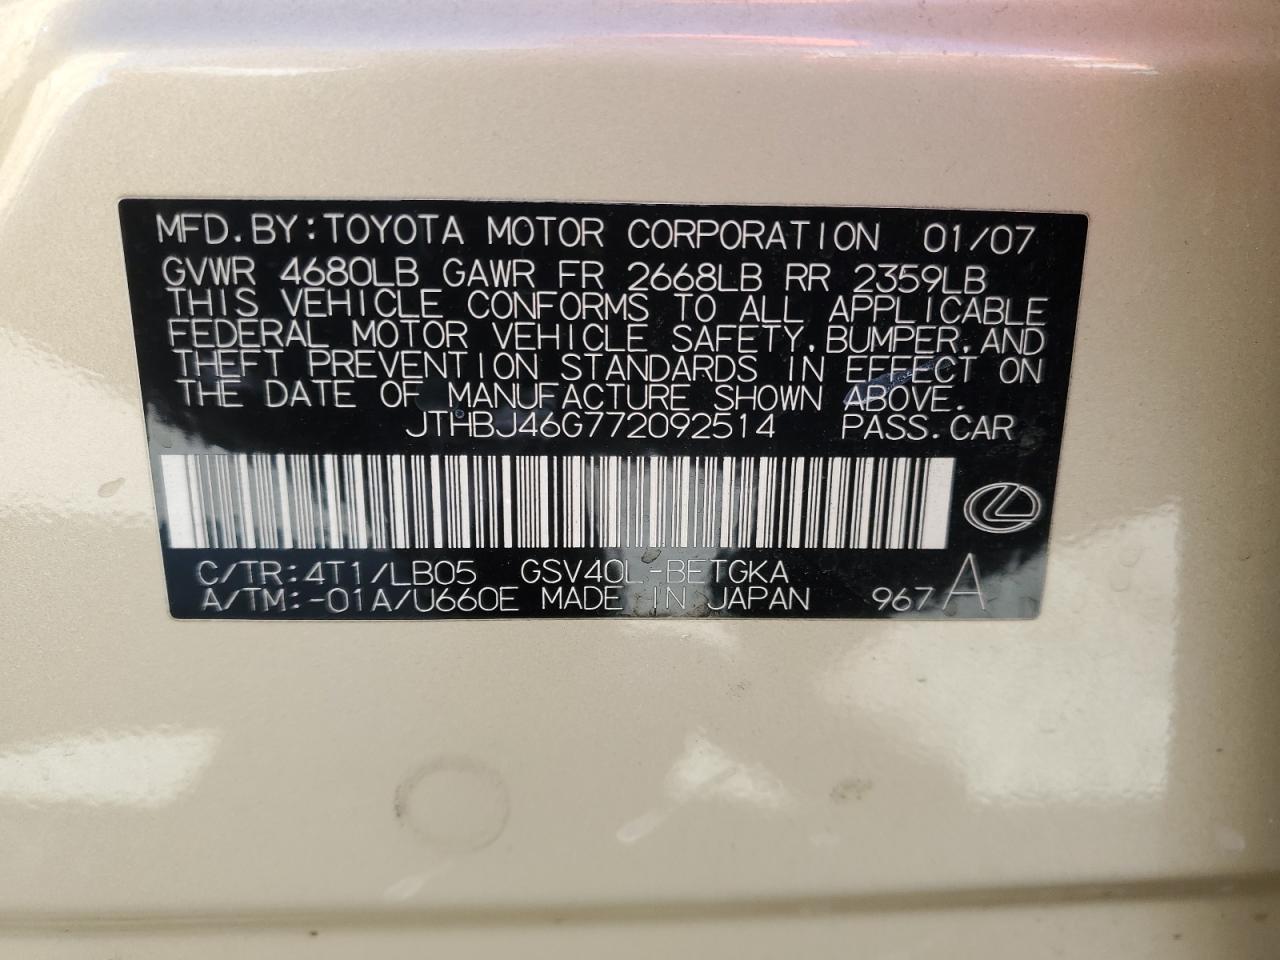 MFD.BY:TOYOTA MOTOR CORPORATION 01/07
GVWR 4680LB GAWR FR 2668LB RR 2359LB
THIS VEHICLE CONFORMS TO ALL APPLICABLE
FEDERAL MOTOR VEHICLE SAFETY,BUMPER,AND
THEFT PREVENTION STANDARDS IN EFFECT ON
THE DATE OF MANUFACTURE SHOWN ABOVE.
JTHBJ46G772092514 PASS.CAR
C/TR:4T1/LB05 GSV40L-BETGKA
A/TM:-01A/U660E MADE IN JAPAN 967A